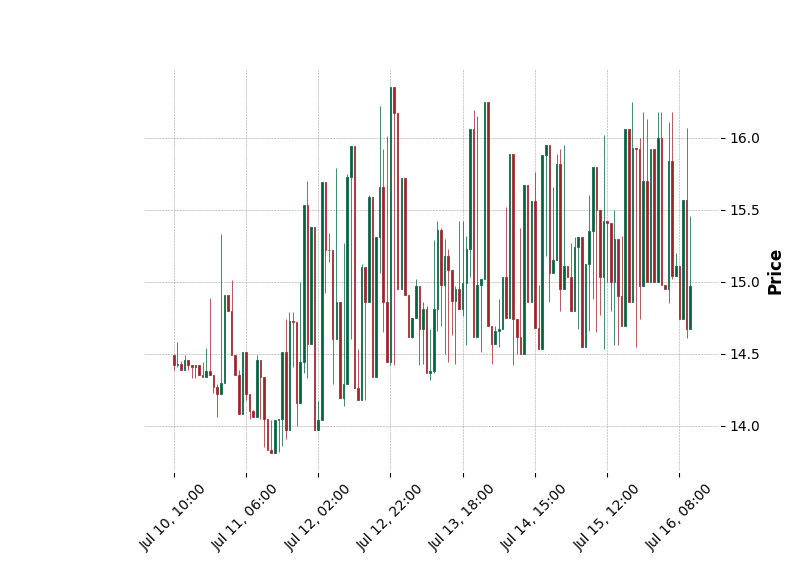 16.0
15.5
15.0
14.5
14.0
Price
Jul 10, 10:00
Jul 11, 06:00
Jul 12, 02:00
Jul 12, 22:00
Jul 13, 18:00
Jul 14, 15:00
Jul 15, 12:00
Jul 16, 08:00